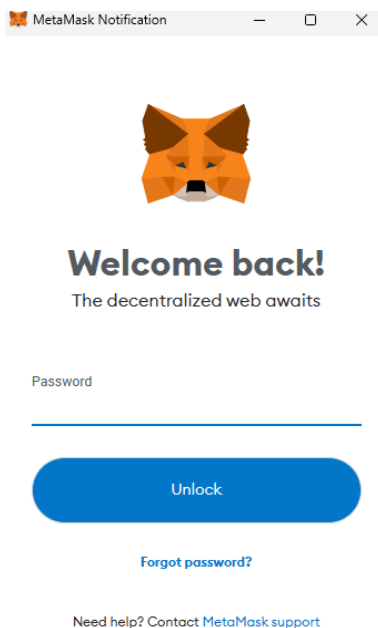 MetaMask Notification
Welcome back!
The decentralized web awaits
Password
Unlock
Forgot password?
Need help? Contact MetaMask support